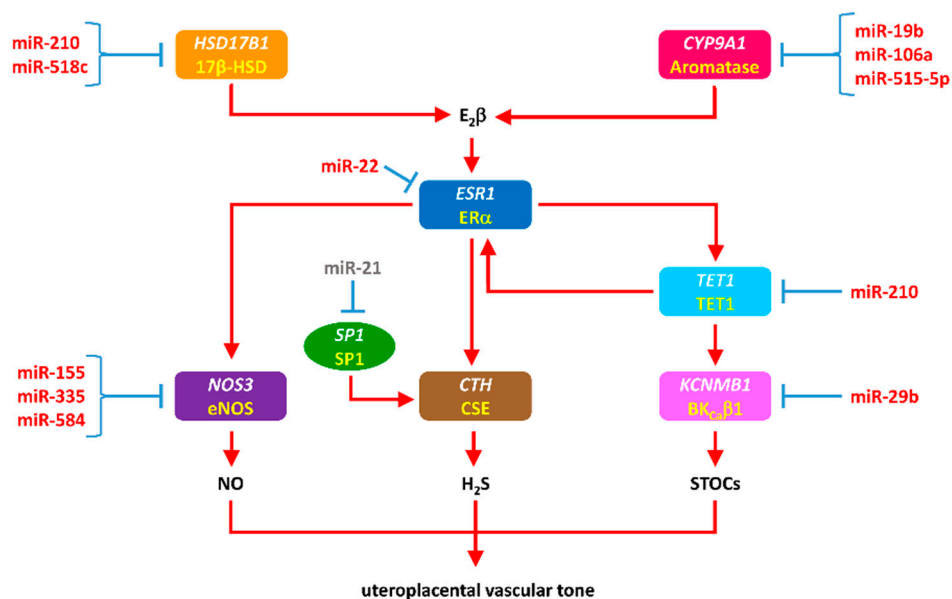 miR-210
miR-518c
HSD17B1
17β-HSD
CYP9A1
Aromatase
miR-19b
miR-106a
miR-515-5p
E₂β
miR-22
ESR1
ERα
miR-21
TET1
TET1
miR-210
SP1
SP1
miR-155
miR-335
miR-584
NOS3
eNOS
CTH
CSE
KCNMB1
BK_Caβ1
miR-29b
NO
H₂S
STOCs
uteroplacental vascular tone